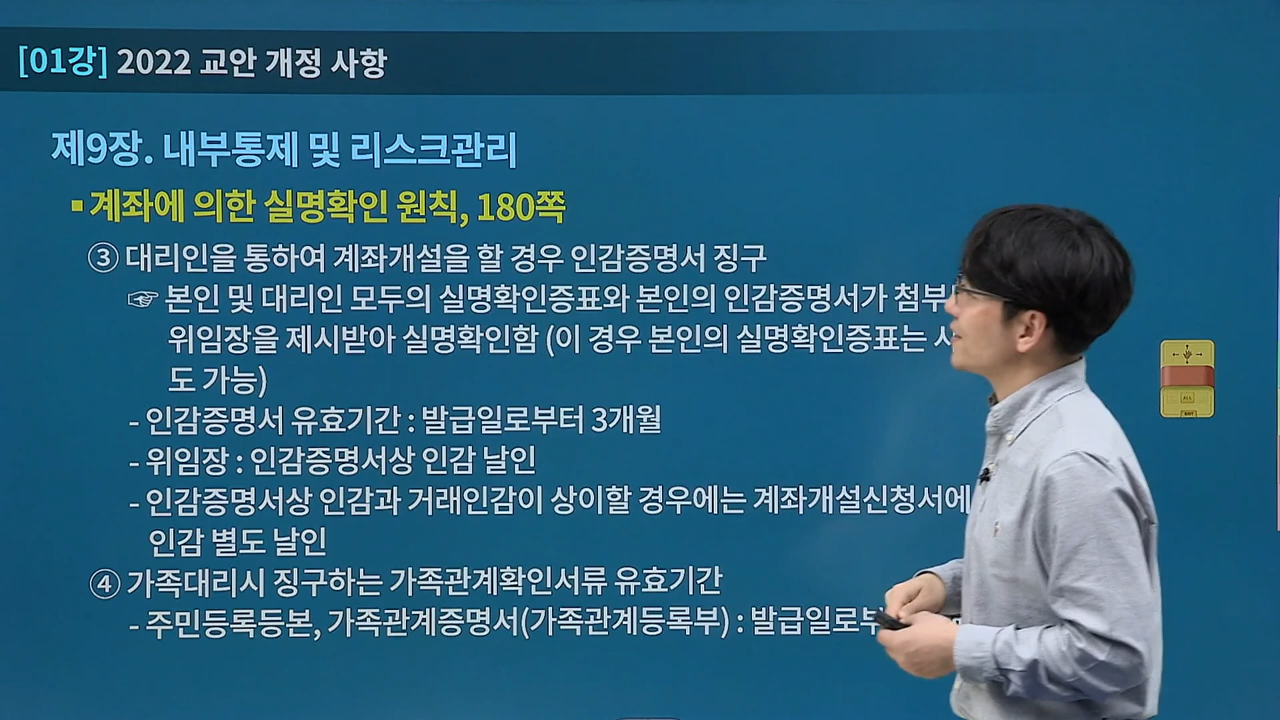 [01강] 2022 교안 개정 사항
제9장. 내부통제 및 리스크관리
▪ 계좌에 의한 실명확인 원칙, 180쪽
③ 대리인을 통하여 계좌개설을 할 경우 인감증명서 징구
☞ 본인 및 대리인 모두의 실명확인증표와 본인의 인감증명서가
위임장을 제시받아 실명확인함 (이 경우 본인의 실명확인증표는
도 가능)
- 인감증명서 유효기간 : 발급일로부터 3개월
- 위임장 : 인감증명서상 인감 날인
- 인감증명서상 인감과 거래인감이 상이할 경우에는 계좌개설신청서에
인감 별도 날인
④ 가족대리시 징구하는 가족관계확인서류 유효기간
- 주민등록등본, 가족관계증명서(가족관계등록부) :